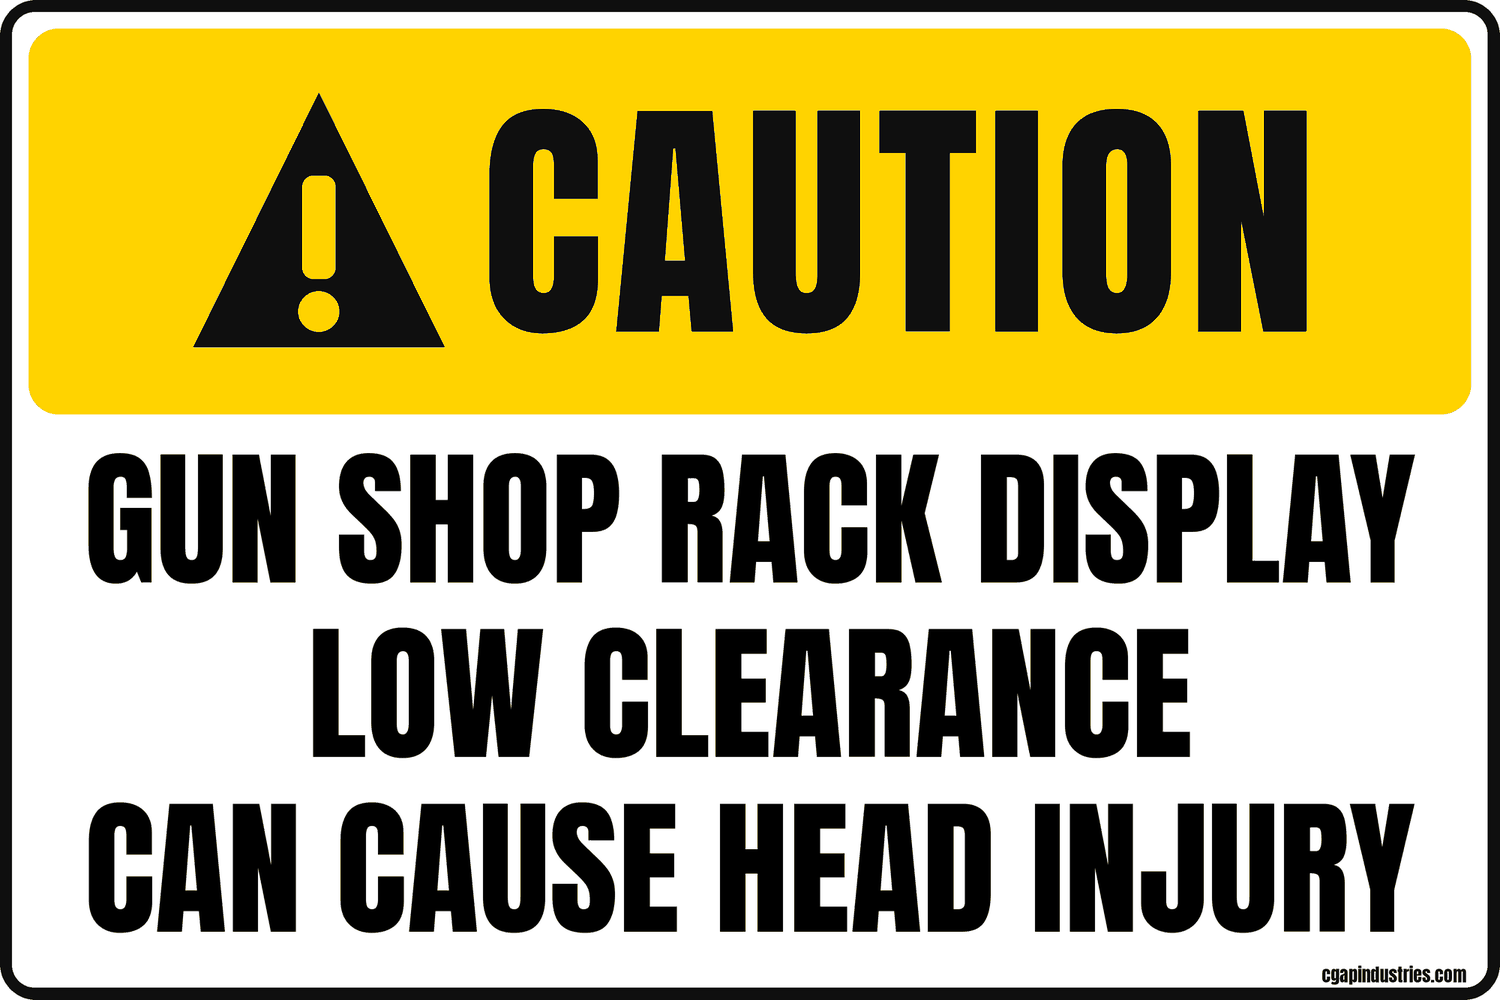 CAUTION
GUN SHOP RACK DISPLAY
LOW CLEARANCE
CAN CAUSE HEAD INJURY
cgapindustries.com